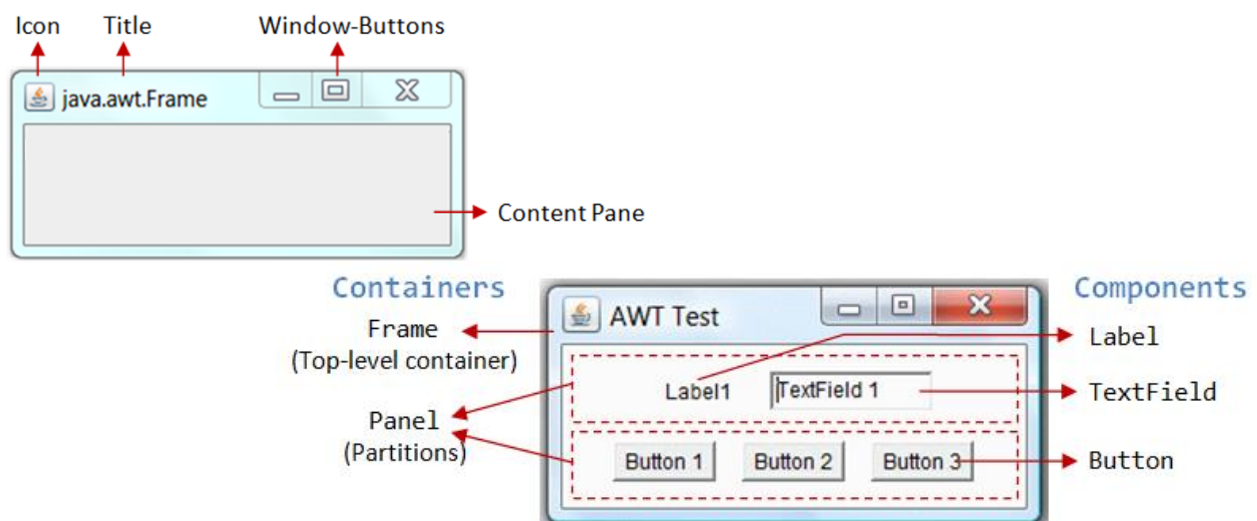 Icon Title Window-Buttons
java.awt.Frame
Content Pane
Containers Components
AWT Test
Frame
(Top-level container)
Label
Label1 TextField 1
TextField
Panel
(Partitions)
Button 1 Button 2 Button 3
Button